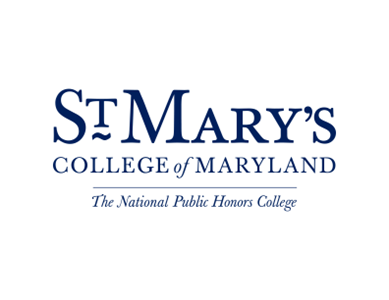 St Mary's
College of Maryland
The National Public Honors College